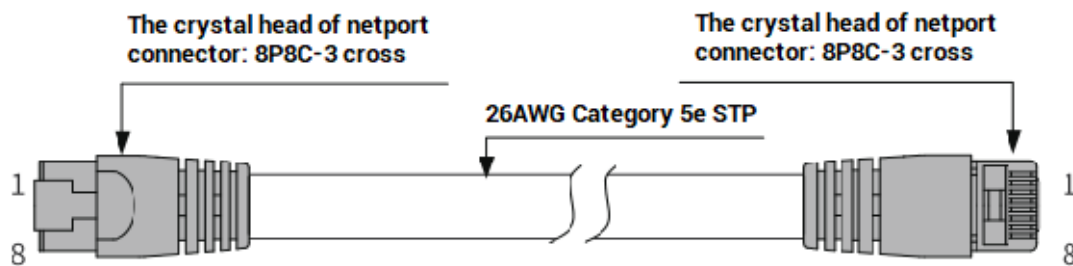 The crystal head of netport
connector: 8P8C-3 cross
The crystal head of netport
connector: 8P8C-3 cross
26AWG Category 5e STP
1
8
1
8